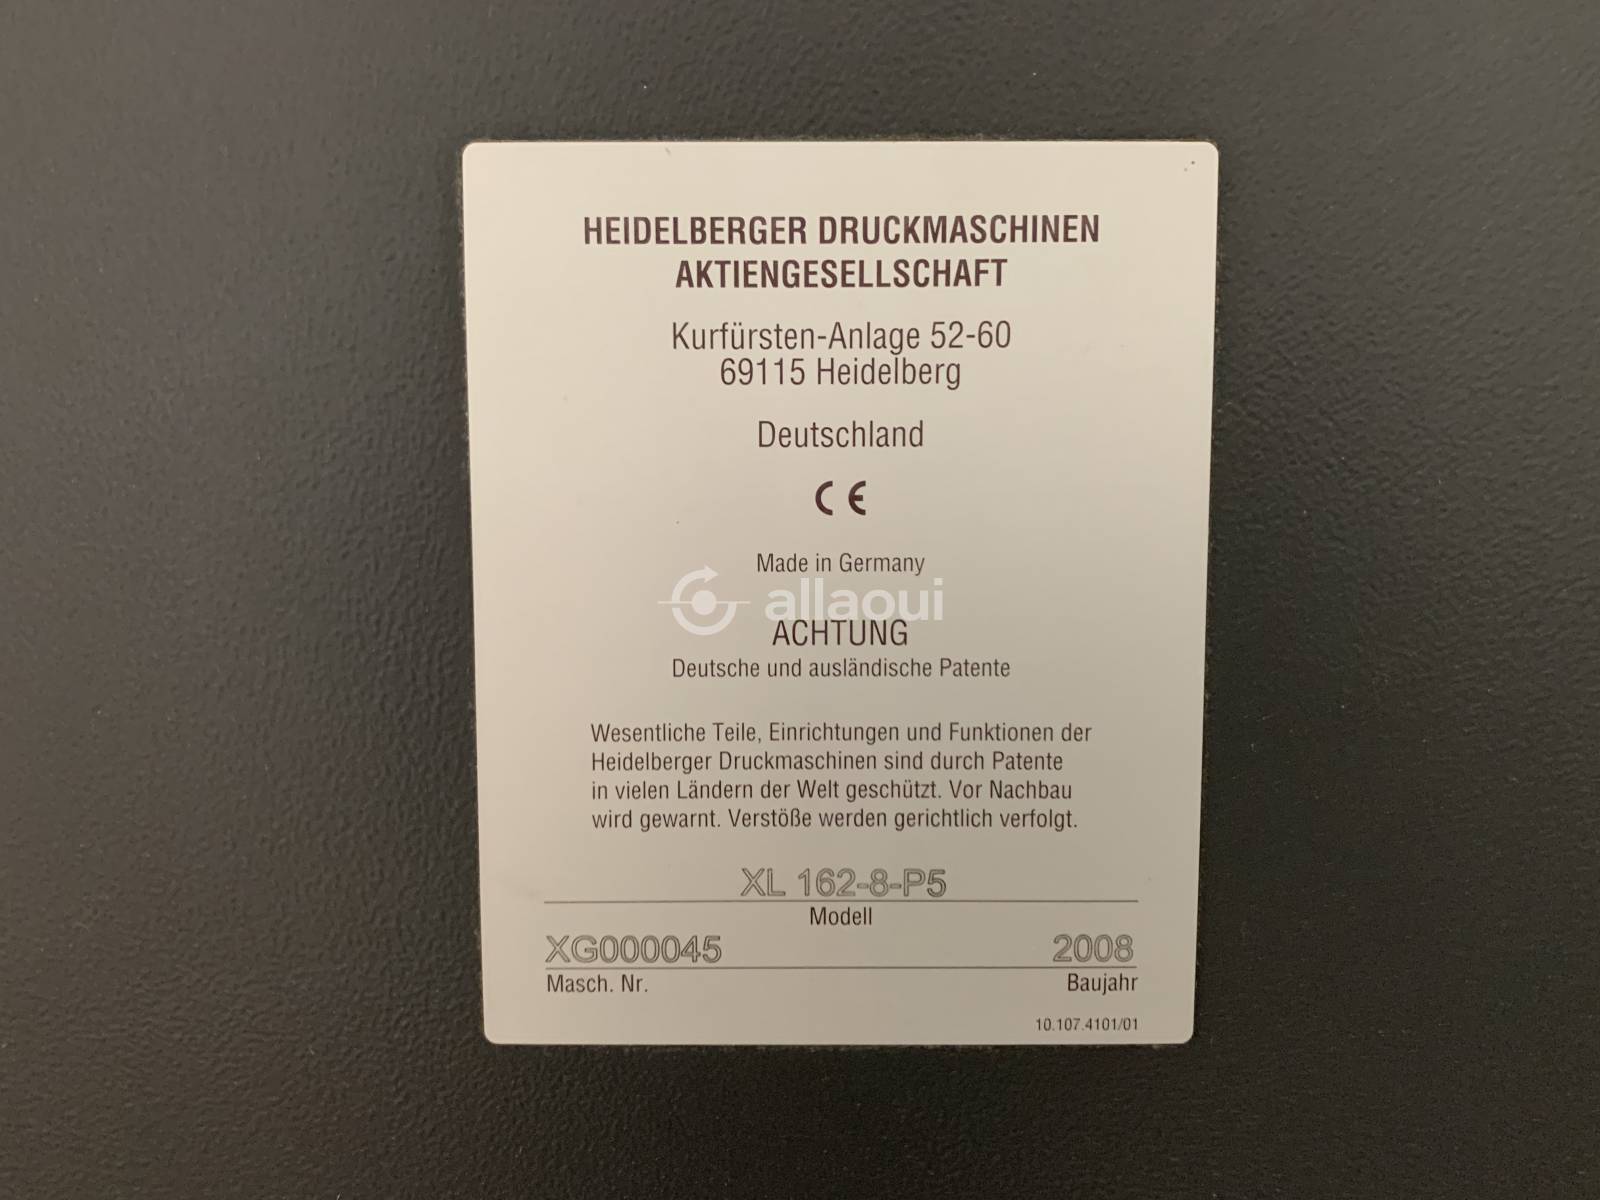 HEIDELBERGER DRUCKMASCHINEN
AKTIENGESELLSCHAFT
Kurfürsten-Anlage 52-60
69115 Heidelberg
Deutschland
CE
Made in Germany
allaoui
ACHTUNG
Deutsche und ausländische Patente
Wesentliche Teile, Einrichtungen und Funktionen der
Heidelberger Druckmaschinen sind durch Patente
in vielen Ländern der Welt geschützt. Vor Nachbau
wird gewarnt. Verstöße werden gerichtlich verfolgt.
XL 162-8-P5
Modell
XG000045 2008
Masch. Nr. Baujahr
10.107.4101/01